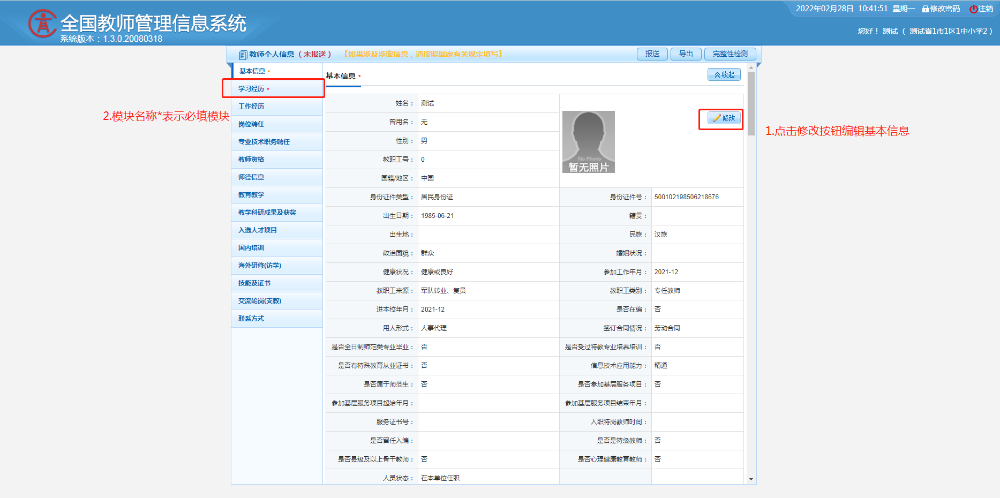 2022年02月28日 10:41:51 星期一 修改密码 注销
全国教师管理信息系统
系统版本：1.3.0.20080318
您好！ 测试 （ 测试省1市1区1中小学2 ）
教师个人信息（未报送） 【如果涉及涉密信息，请按照国家有关规定填写】 报送 导出 完整性检测
基本信息 *
学习经历 *
工作经历
岗位聘任
专业技术职务聘任
教师资格
师德信息
教育教学
教学科研成果及获奖
入选人才项目
国内培训
海外研修(访学)
技能及证书
交流轮岗(支教)
联系方式
2.模块名称*表示必填模块
基本信息 * 收起
姓名： 测试
曾用名： 无
性别： 男
教职工号： 0
国籍/地区： 中国
No Photo
暂无照片
修改
1.点击修改按钮编辑基本信息
身份证件类型： 居民身份证 身份证件号： 500102198506218676
出生日期： 1985-06-21 籍贯：
出生地： 民族： 汉族
政治面貌： 群众 婚姻状况：
健康状况： 健康或良好 参加工作年月： 2021-12
教职工来源： 军队转业、复员 教职工类别： 专任教师
进本校年月： 2021-12 是否在编： 否
用人形式： 人事代理 签订合同情况： 劳动合同
是否全日制师范类专业毕业： 否 是否受过特教专业培养培训： 否
是否有特殊教育从业证书： 否 信息技术应用能力： 精通
是否属于师范生： 否 是否参加基层服务项目： 否
参加基层服务项目起始年月： 参加基层服务项目结束年月：
服务证书号： 入职特岗教师时间：
是否留任入编： 是否是特级教师： 否
是否县级及以上骨干教师： 否 是否心理健康教育教师： 否
人员状态： 在本单位任职